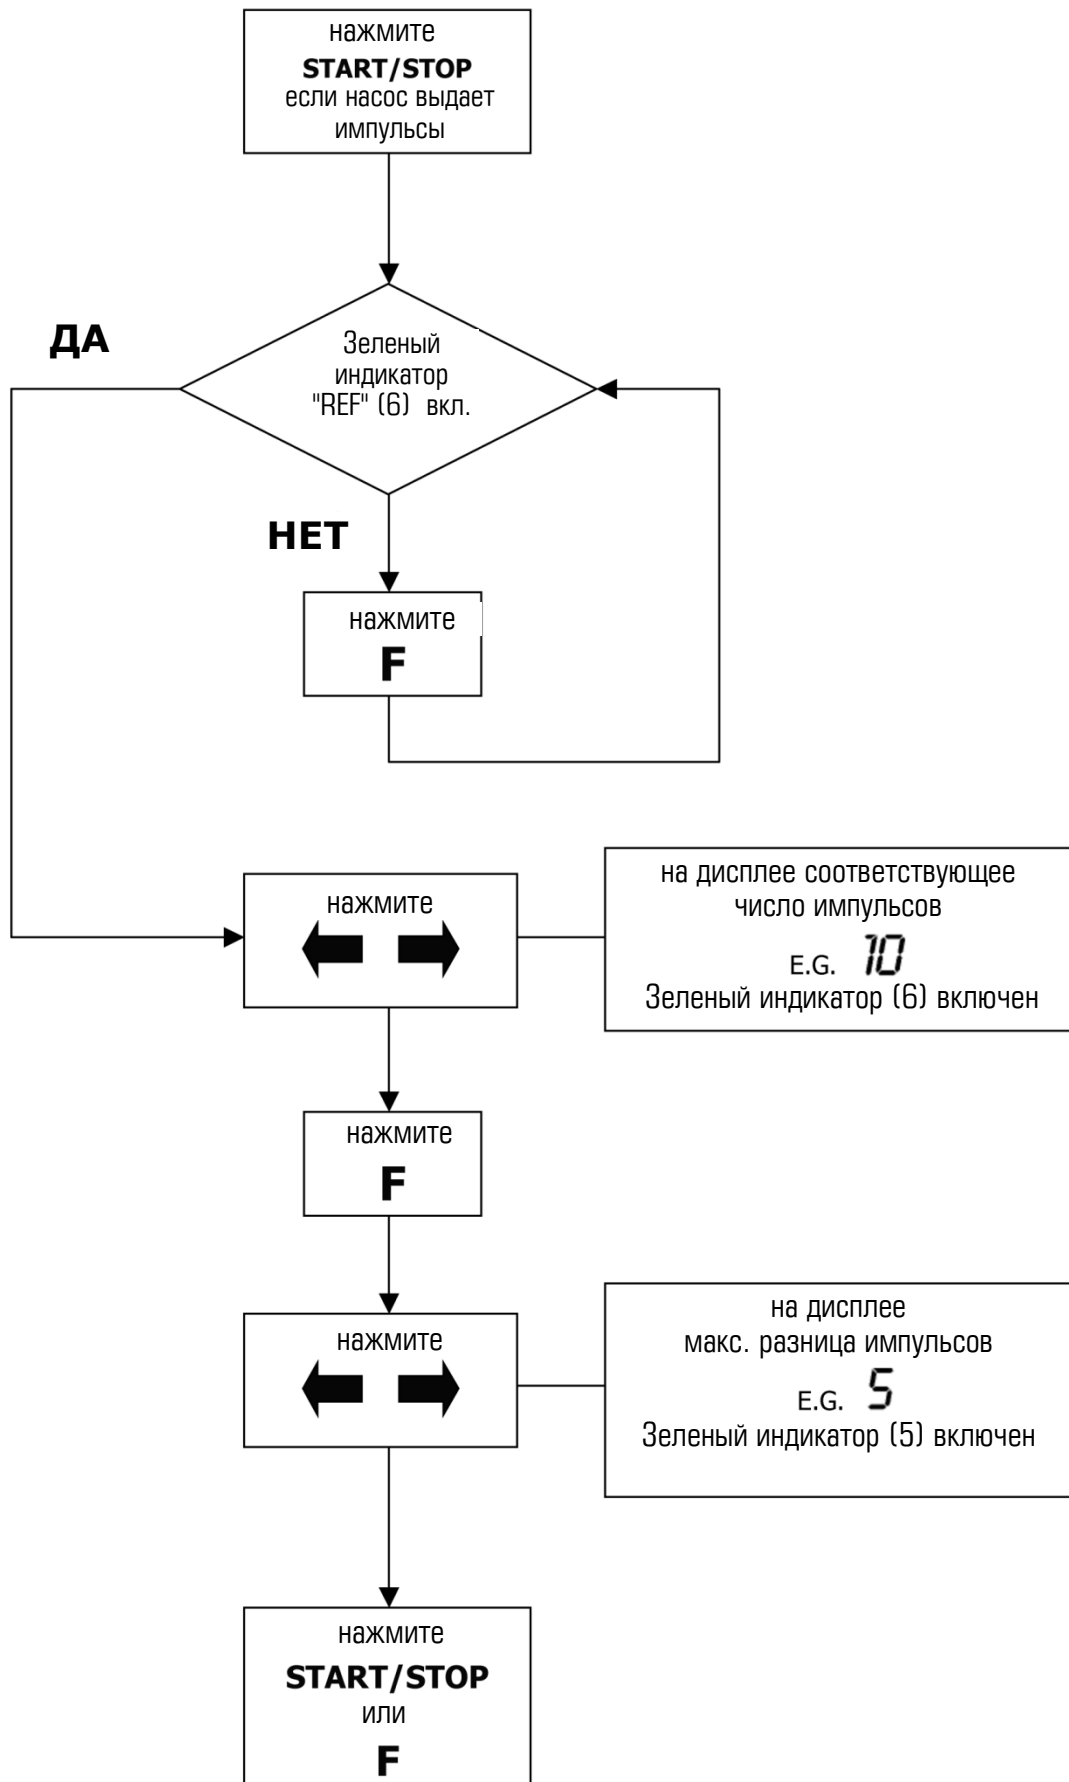 нажмите
START/STOP
если насос выдает
импульсы
ДА
Зеленый
индикатор
"REF" (6) вкл.
НЕТ
нажмите
F
нажмите
на дисплее соответствующее
число импульсов
E.G. 10
Зеленый индикатор (6) включен
нажмите
F
нажмите
на дисплее
макс. разница импульсов
E.G. 5
Зеленый индикатор (5) включен
нажмите
START/STOP
или
F